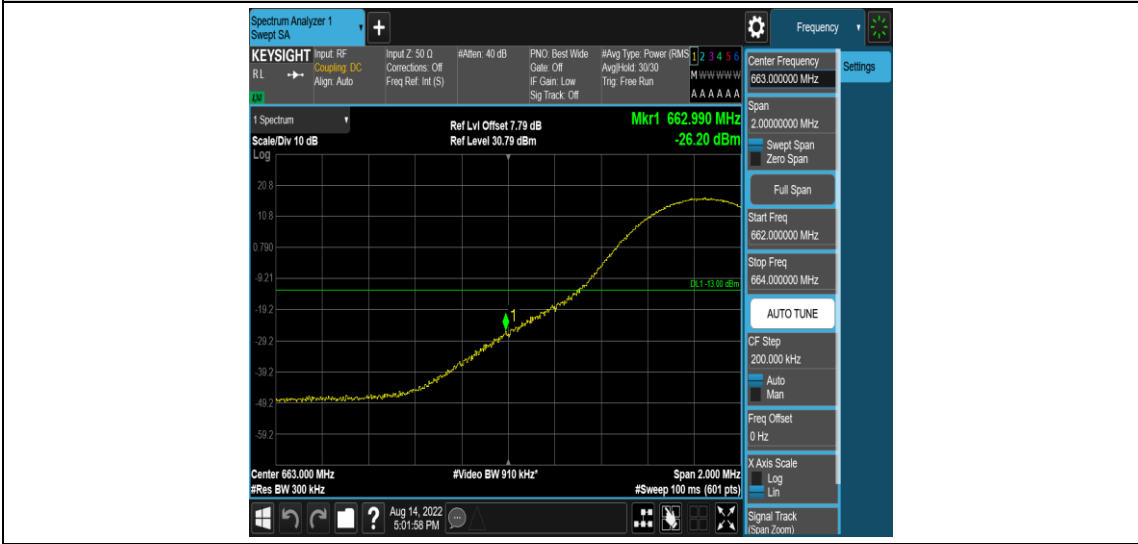 Spectrum Analyzer 1
Swept SA
+
Frequency
KEYSIGHT
RL
LM
Input: RF
Coupling: DC
Align: Auto
Input Z: 50 Ω
Corrections: Off
Freq Ref: Int (S)
#Atten: 40 dB
PNO: Best Wide
Gate: Off
IF Gain: Low
Sig Track: Off
#Avg Type: Power (RMS
Avg|Hold: 30/30
Trig: Free Run
1 2 3 4 5 6
M W W W W W
A A A A A A
1 Spectrum
Scale/Div 10 dB
Log
Ref Lvl Offset 7.79 dB
Ref Level 30.79 dBm
Mkr1 662.990 MHz
-26.20 dBm
20.8
10.8
0.790
-9.21
DL1 -13.00 dBm
-19.2
1
-29.2
-39.2
-49.2
-59.2
Center 663.000 MHz
#Video BW 910 kHz*
Span 2.000 MHz
#Res BW 300 kHz
#Sweep 100 ms (601 pts)
?
Aug 14, 2022
5:01:58 PM
Center Frequency
663.000000 MHz
Settings
Span
2.00000000 MHz
Swept Span
Zero Span
Full Span
Start Freq
662.000000 MHz
Stop Freq
664.000000 MHz
AUTO TUNE
CF Step
200.000 kHz
Auto
Man
Freq Offset
0 Hz
X Axis Scale
Log
Lin
Signal Track
(Span Zoom)